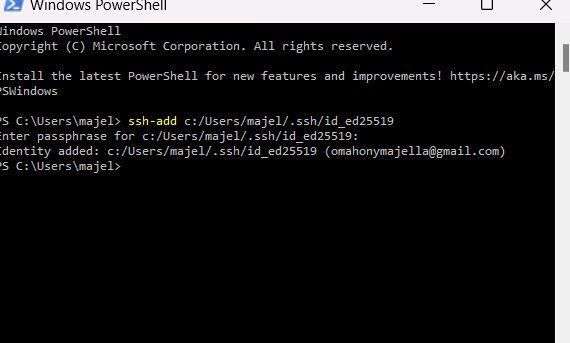 Windows PowerShell
Windows PowerShell
Copyright (C) Microsoft Corporation. All rights reserved.
Install the latest PowerShell for new features and improvements! https://aka.ms/
PSWindows
PS C:\Users\majel> ssh-add c:/Users/majel/.ssh/id_ed25519
Enter passphrase for c:/Users/majel/.ssh/id_ed25519:
Identity added: c:/Users/majel/.ssh/id_ed25519 (omahonymajella@gmail.com)
PS C:\Users\majel>